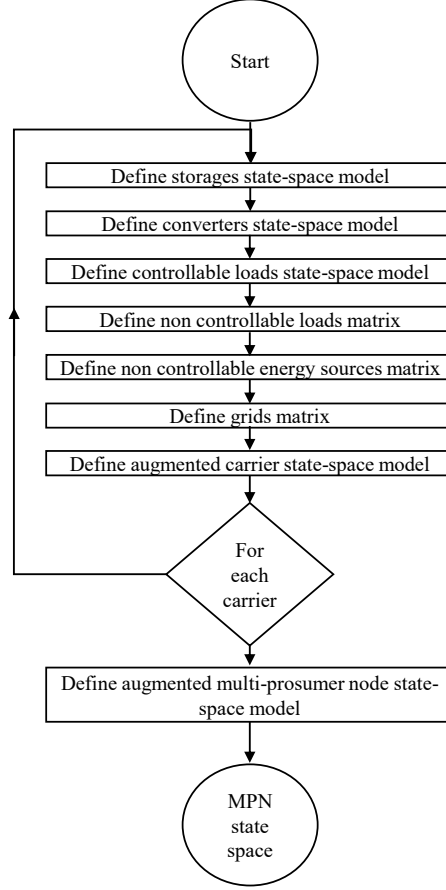 Start
Define storages state-space model
Define converters state-space model
Define controllable loads state-space model
Define non controllable loads matrix
Define non controllable energy sources matrix
Define grids matrix
Define augmented carrier state-space model
For
each
carrier
Define augmented multi-prosumer node state-
space model
MPN
state
space